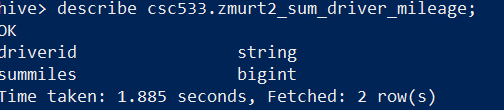 hive> describe csc533.zmurt2_sum_driver_mileage;
OK
driverid string
summiles bigint
Time taken: 1.885 seconds, Fetched: 2 row(s)